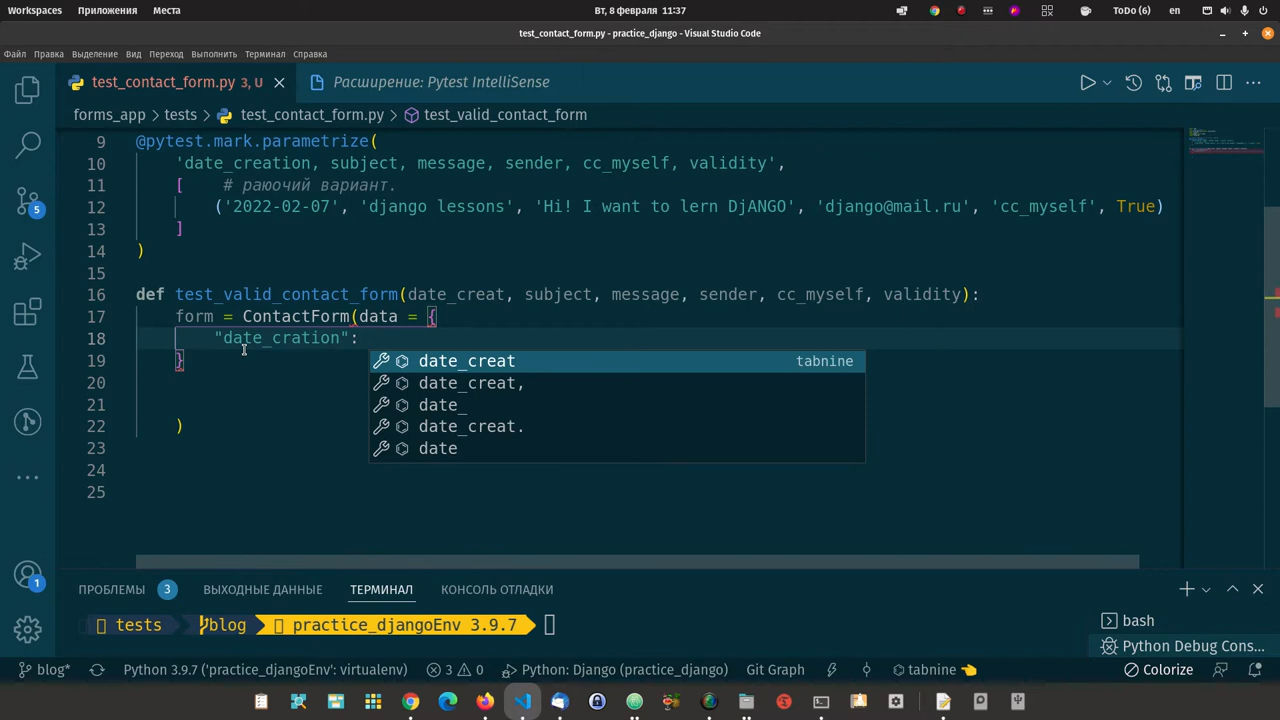 Workspaces Приложения Места Вт, 8 февраля 11:37 ToDo (6) en
test_contact_form.py - practice_django - Visual Studio Code
Файл Правка Выделение Вид Переход Выполнить Терминал Справка
test_contact_form.py 3, U Расширение: Pytest IntelliSense
forms_app > tests > test_contact_form.py > test_valid_contact_form
9 @pytest.mark.parametrize(
10 'date_creation, subject, message, sender, cc_myself, validity',
11 [ # раюочий вариант.
12 ('2022-02-07', 'django lessons', 'Hi! I want to lern DjANGO', 'django@mail.ru', 'cc_myself', True)
13 ]
14 )
15
16 def test_valid_contact_form(date_creat, subject, message, sender, cc_myself, validity):
17 form = ContactForm(data = {
18 "date_cration":
19 }
date_creat tabnine
20 date_creat,
21 date_
22 ) date_creat.
23 date
24
25
5
1
ПРОБЛЕМЫ 3 ВЫХОДНЫЕ ДАННЫЕ ТЕРМИНАЛ КОНСОЛЬ ОТЛАДКИ
tests blog practice_djangoEnv 3.9.7
bash
Python Debug Cons...
blog* Python 3.9.7 ('practice_djangoEnv': virtualenv) 3 0 Python: Django (practice_django) Git Graph tabnine Colorize